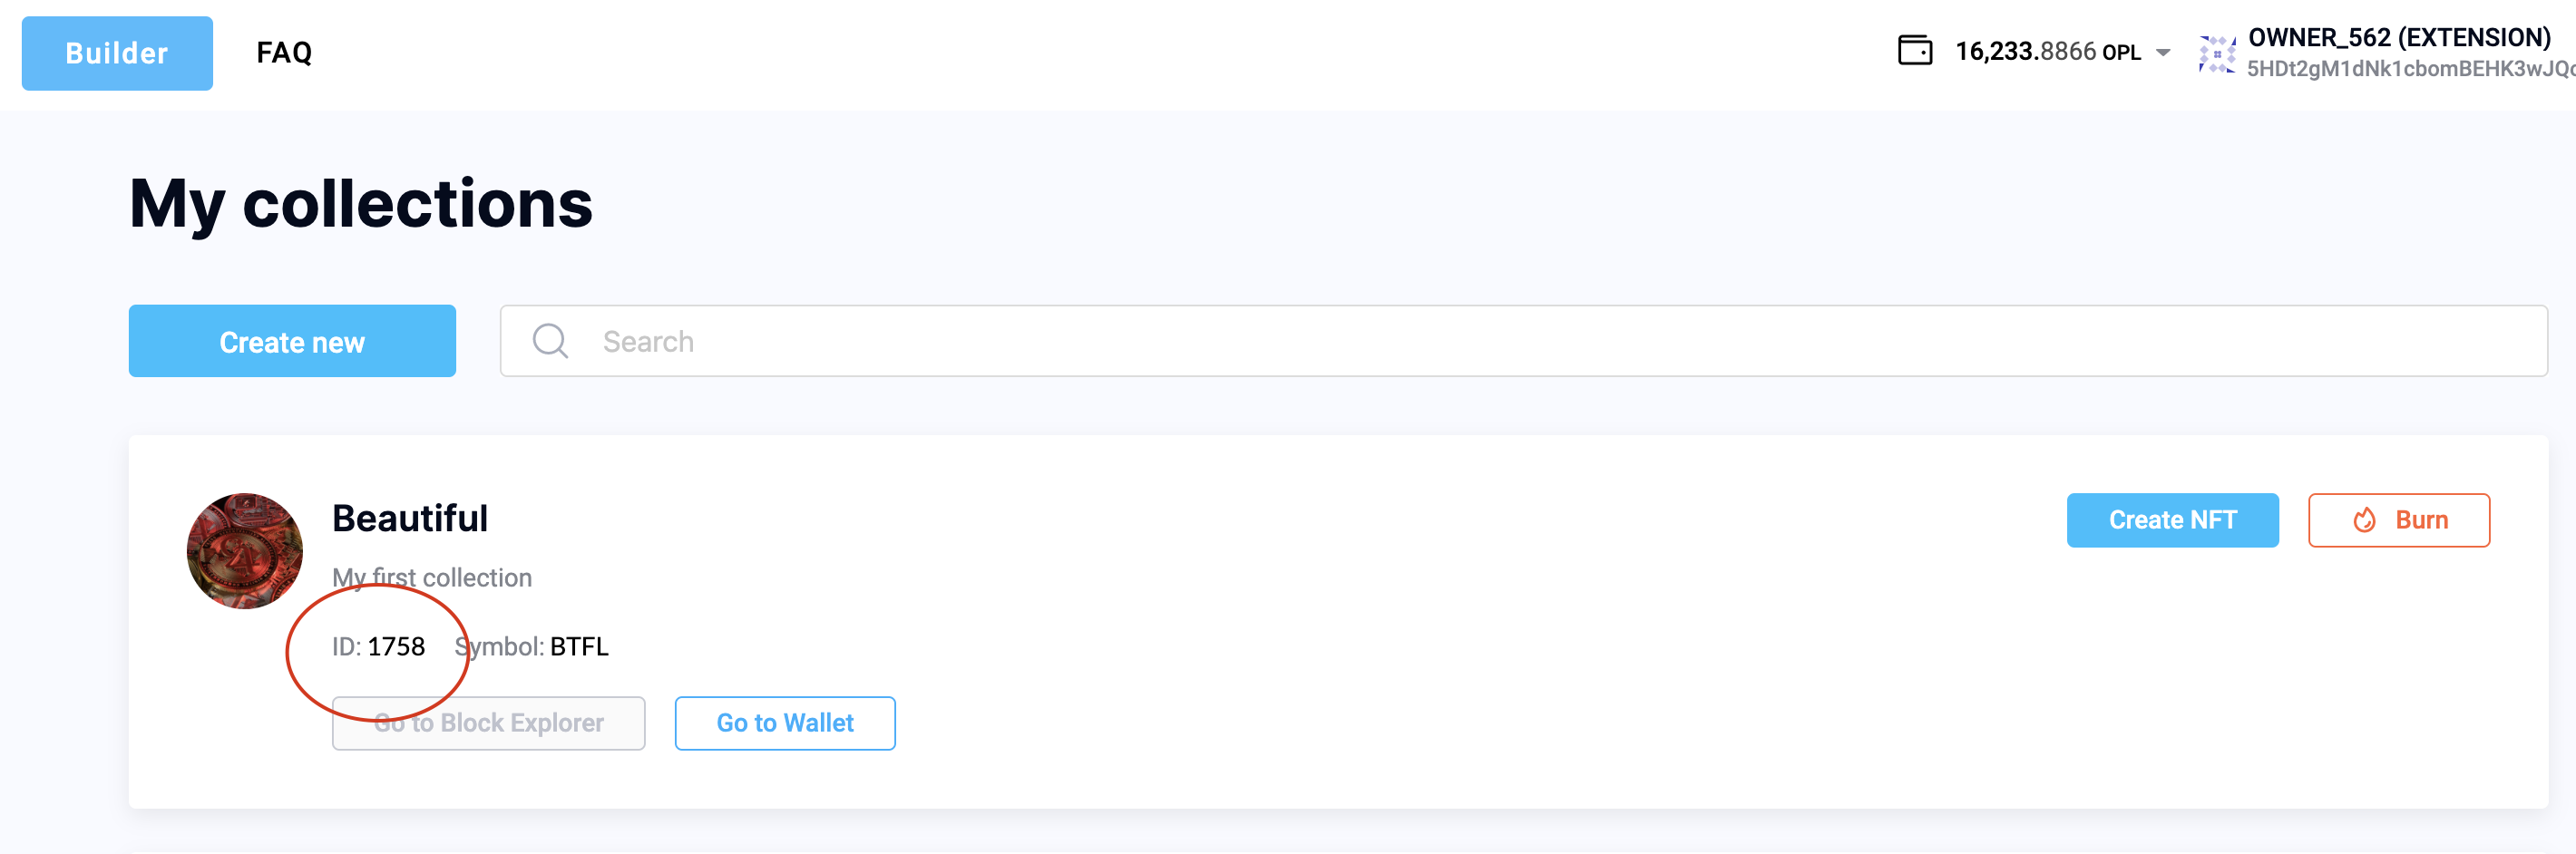 Builder
FAQ
16,233.8866 OPL
OWNER_562 (EXTENSION)
5HDt2gM1dNk1cbomBEHK3wJQ
My collections
Create new
Search
Beautiful
My first collection
ID: 1758 Symbol: BTFL
Go to Block Explorer
Go to Wallet
Create NFT
Burn